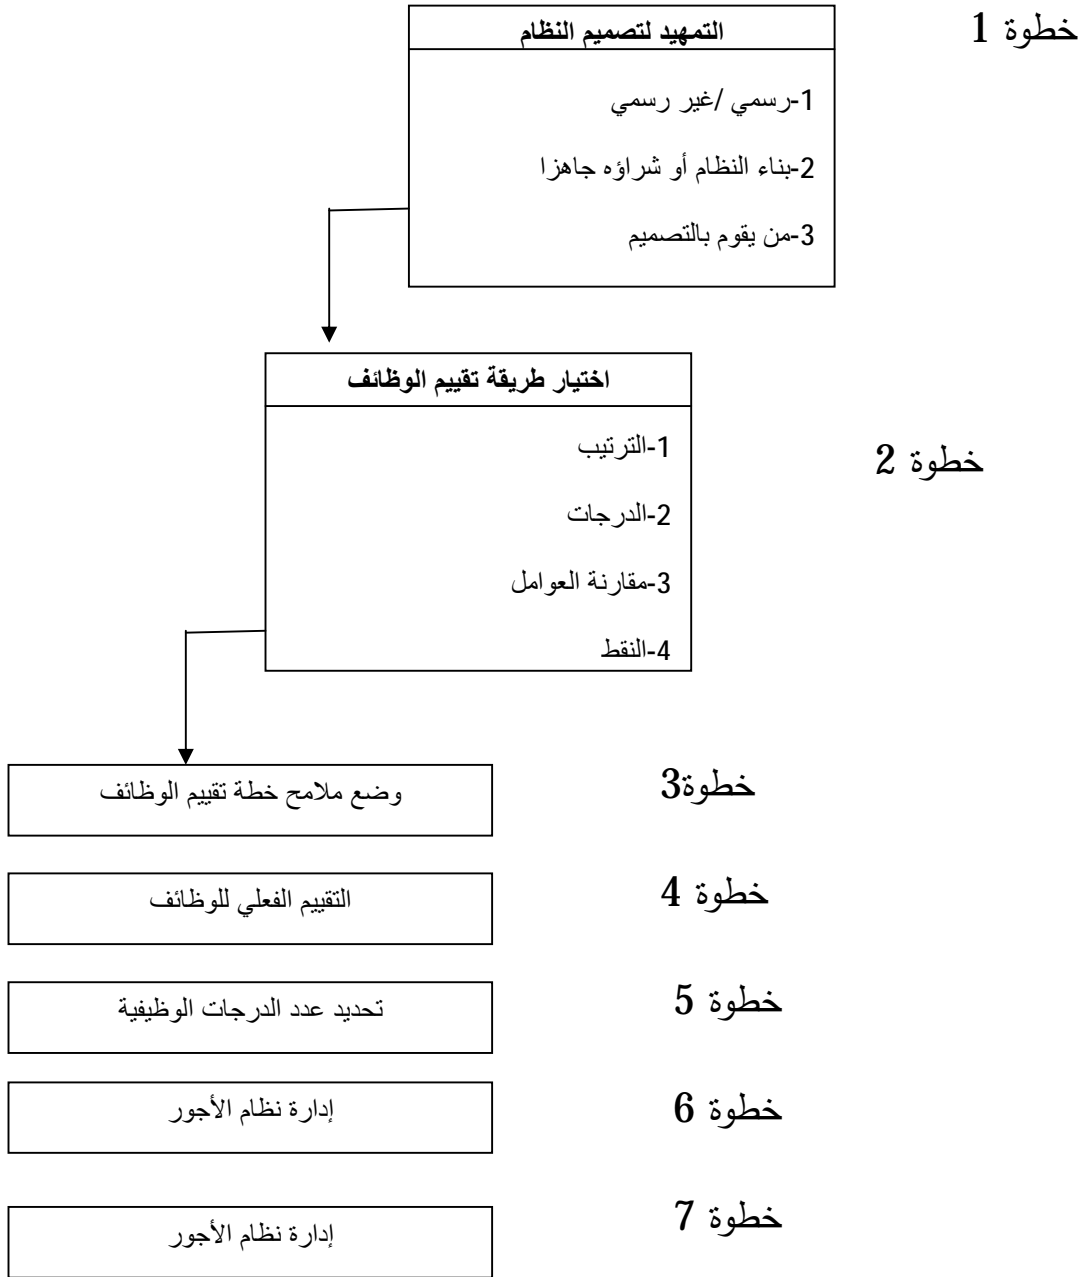 خطوة 1
التمهيد لتصميم النظام
1-رسمي /غير رسمي
2-بناء النظام أو شراؤه جاهزا
3-من يقوم بالتصميم
اختيار طريقة تقييم الوظائف
خطوة 2
1-الترتيب
2-الدرجات
3-مقارنة العوامل
4-النقط
خطوة3
وضع ملامح خطة تقييم الوظائف
خطوة 4
التقييم الفعلي للوظائف
خطوة 5
تحديد عدد الدرجات الوظيفية
خطوة 6
إدارة نظام الأجور
خطوة 7
إدارة نظام الأجور